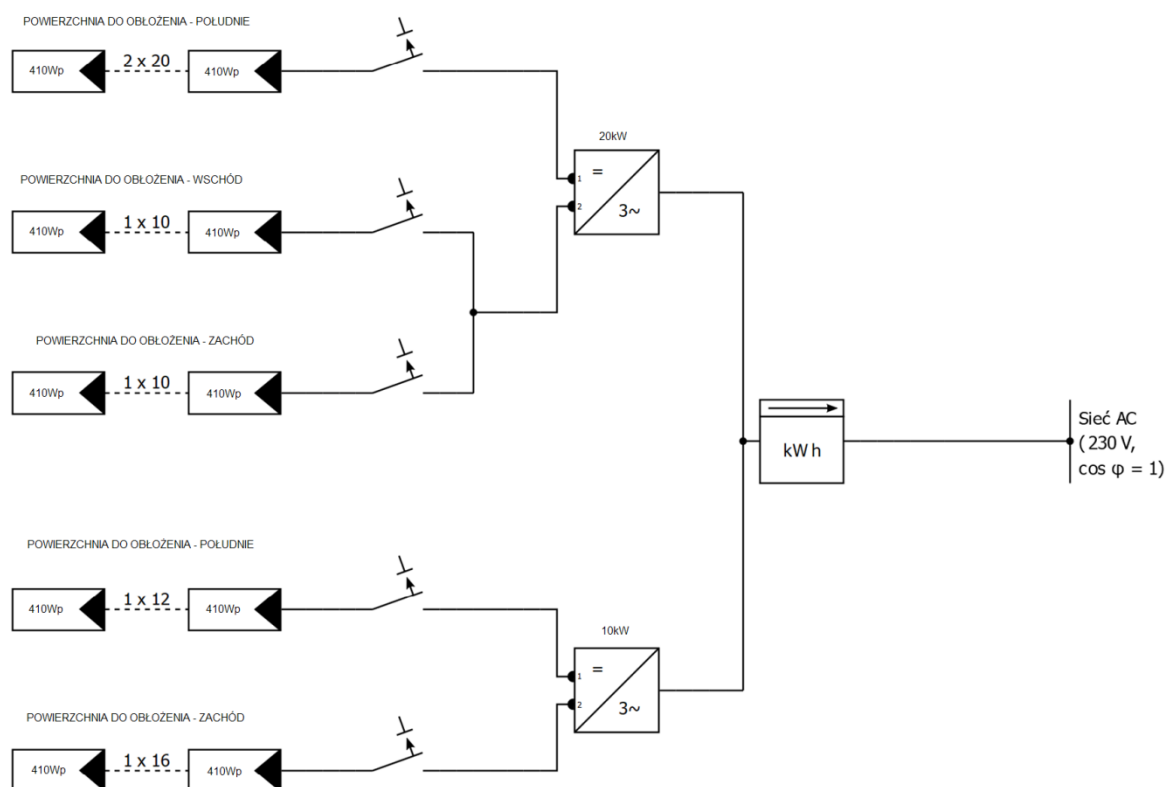 POWIERZCHNIA DO OBŁOŻENIA - POŁUDNIE
410Wp 2 x 20 410Wp
20kW
POWIERZCHNIA DO OBŁOŻENIA - WSCHÓD
1 =
410Wp 1 x 10 410Wp
2 3~
POWIERZCHNIA DO OBŁOŻENIA - ZACHÓD
410Wp 1 x 10 410Wp
kWh
Sieć AC
(230 V,
cos φ = 1)
POWIERZCHNIA DO OBŁOŻENIA - POŁUDNIE
410Wp 1 x 12 410Wp
10kW
1 =
2 3~
POWIERZCHNIA DO OBŁOŻENIA - ZACHÓD
410Wp 1 x 16 410Wp